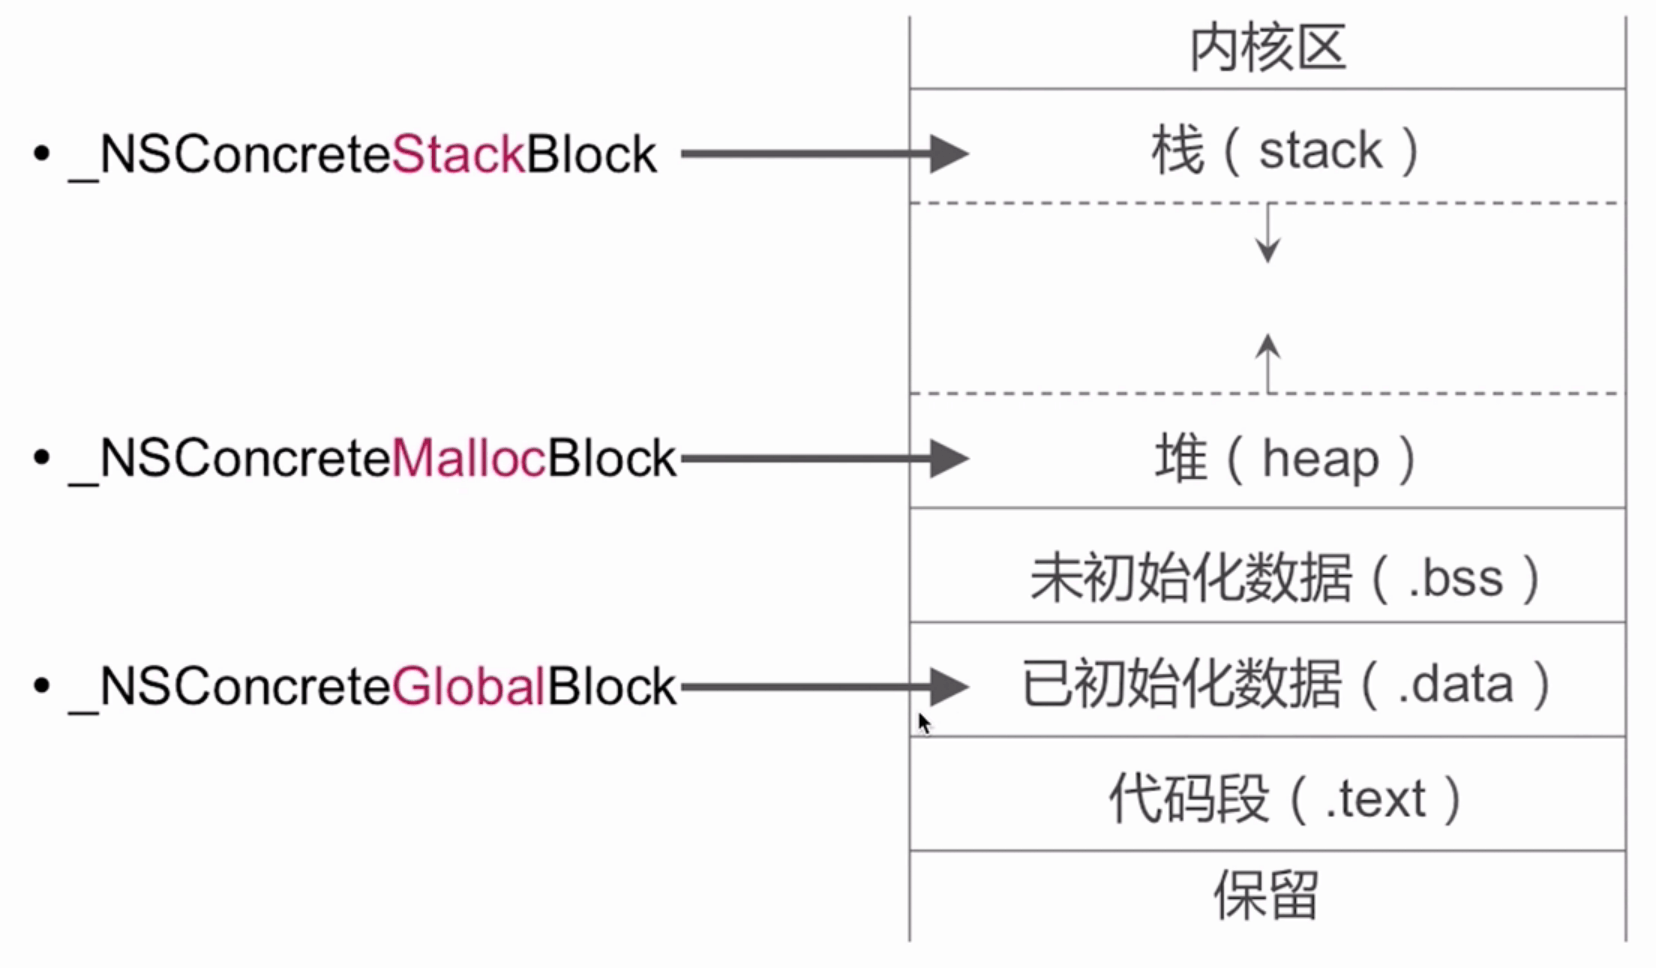 内核区
• _NSConcreteStackBlock
栈（stack）
• _NSConcreteMallocBlock
堆（heap）
未初始化数据（.bss）
• _NSConcreteGlobalBlock
已初始化数据（.data）
代码段（.text）
保留